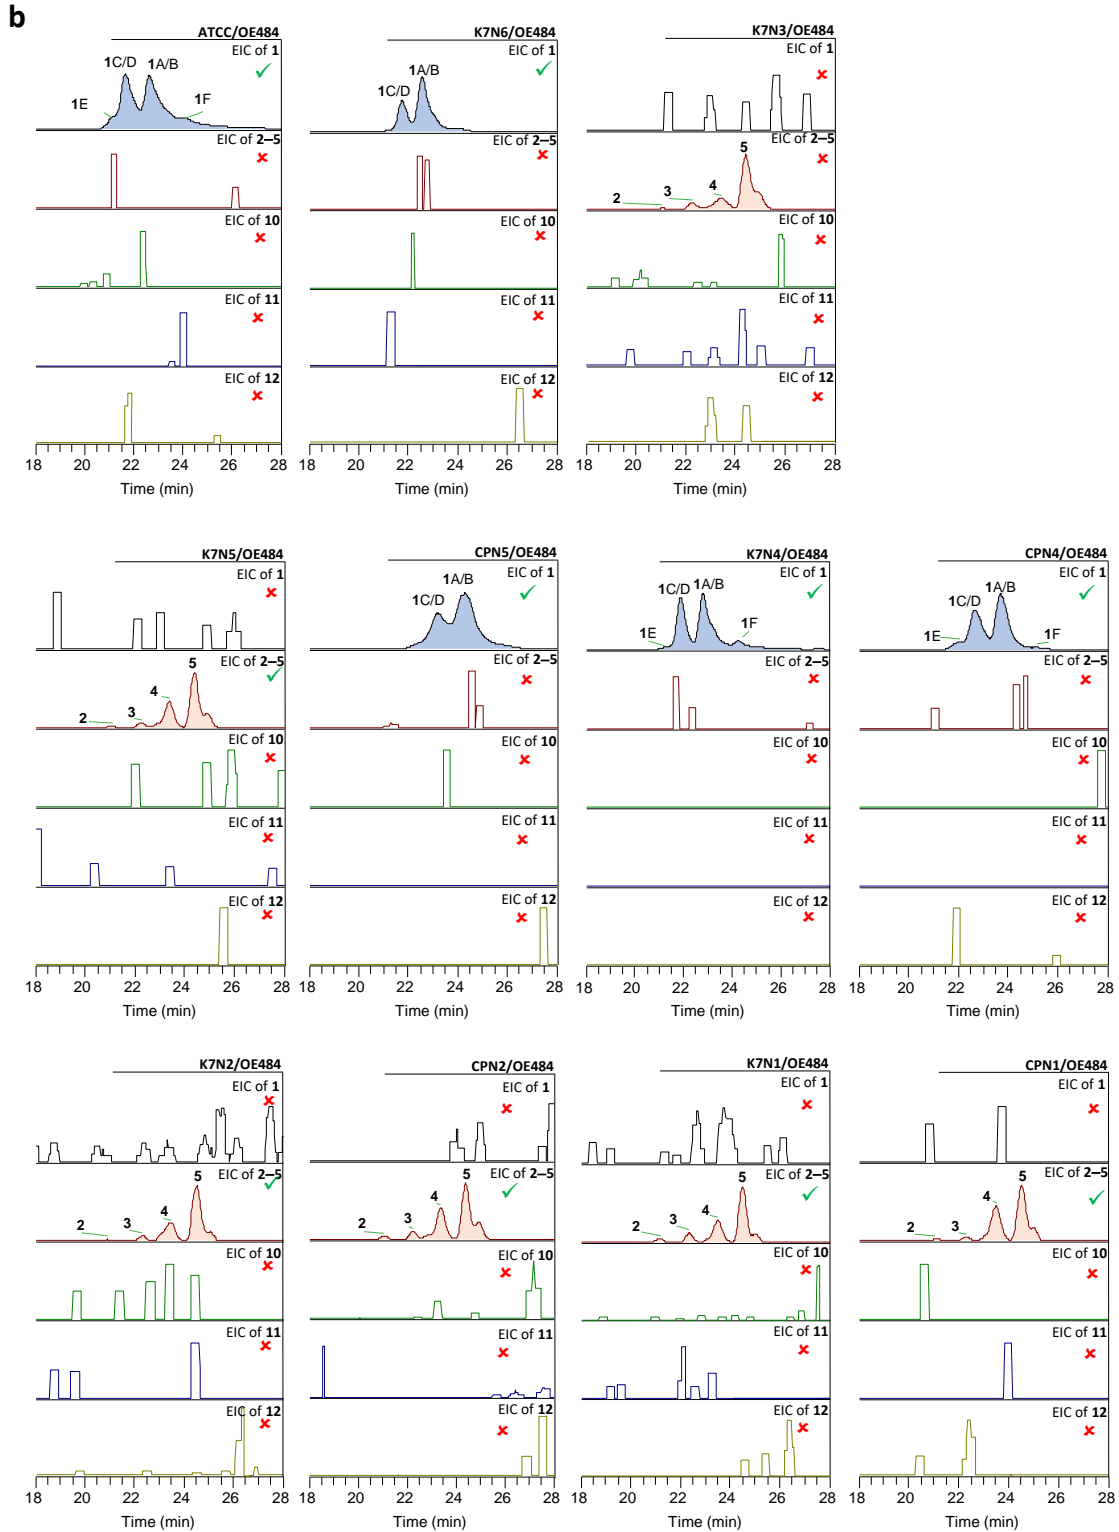 b
ATCC/OE484
EIC of 1
1C/D
1A/B
1E
1F
EIC of 2–5
EIC of 10
EIC of 11
EIC of 12
18 20 22 24 26 28
Time (min)
K7N6/OE484
EIC of 1
1A/B
1C/D
EIC of 2–5
EIC of 10
EIC of 11
EIC of 12
18 20 22 24 26 28
Time (min)
K7N3/OE484
EIC of 1
EIC of 2–5
5
4
3
2
EIC of 10
EIC of 11
EIC of 12
18 20 22 24 26 28
Time (min)
K7N5/OE484
EIC of 1
EIC of 2–5
5
4
3
2
EIC of 10
EIC of 11
EIC of 12
18 20 22 24 26 28
Time (min)
CPN5/OE484
EIC of 1
1A/B
1C/D
EIC of 2–5
EIC of 10
EIC of 11
EIC of 12
18 20 22 24 26 28
Time (min)
K7N4/OE484
EIC of 1
1C/D
1A/B
1E
1F
EIC of 2–5
EIC of 10
EIC of 11
EIC of 12
18 20 22 24 26 28
Time (min)
CPN4/OE484
EIC of 1
1A/B
1C/D
1E
1F
EIC of 2–5
EIC of 10
EIC of 11
EIC of 12
18 20 22 24 26 28
Time (min)
K7N2/OE484
EIC of 1
EIC of 2–5
5
4
3
2
EIC of 10
EIC of 11
EIC of 12
18 20 22 24 26 28
Time (min)
CPN2/OE484
EIC of 1
EIC of 2–5
5
4
3
2
EIC of 10
EIC of 11
EIC of 12
18 20 22 24 26 28
Time (min)
K7N1/OE484
EIC of 1
EIC of 2–5
5
4
3
2
EIC of 10
EIC of 11
EIC of 12
18 20 22 24 26 28
Time (min)
CPN1/OE484
EIC of 1
EIC of 2–5
5
4
3
2
EIC of 10
EIC of 11
EIC of 12
18 20 22 24 26 28
Time (min)